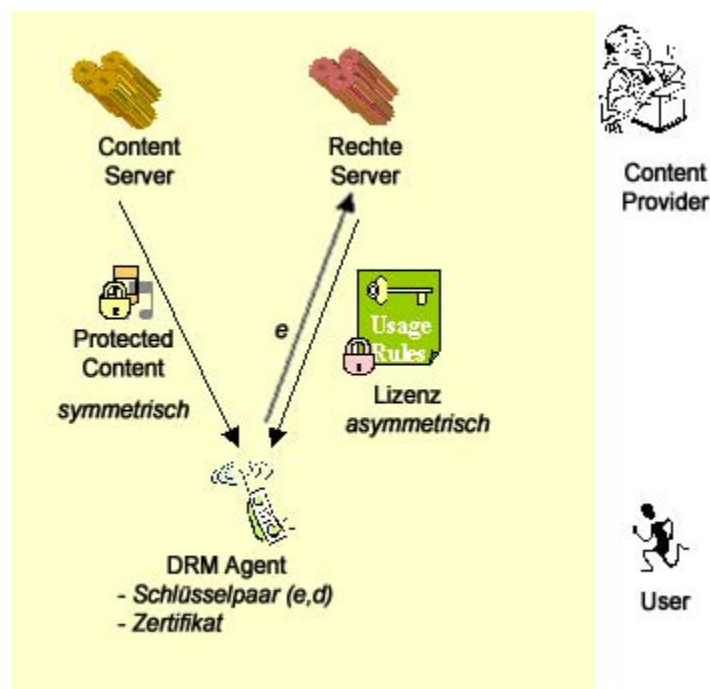 Content
Server
Rechte
Server
Content
Provider
Protected
Content
symmetrisch
e
Usage
Rules
Lizenz
asymmetrisch
DRM Agent
- Schlüsselpaar (e,d)
- Zertifikat
User